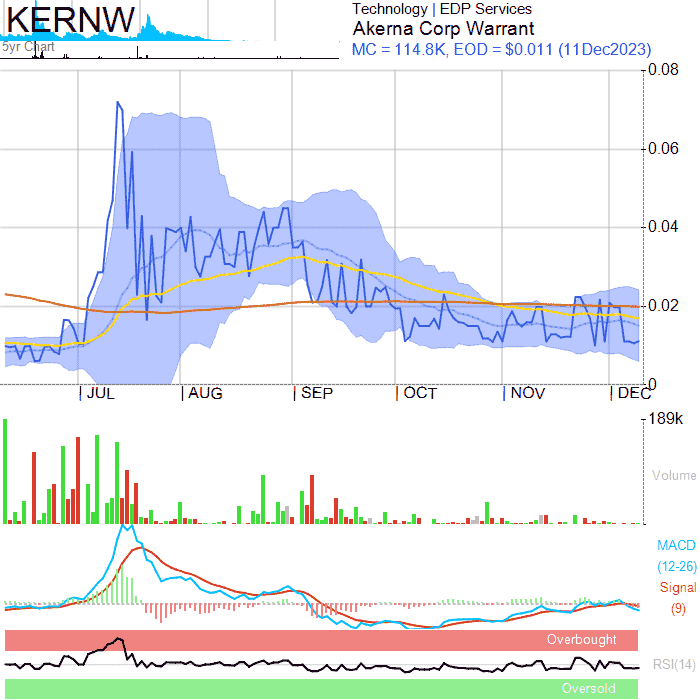 KERNW
5yr Chart
Technology | EDP Services
Akerna Corp Warrant
MC = 114.8K, EOD = $0.011 (11Dec2023)
0.08
0.06
0.04
0.02
0
JUL AUG SEP OCT NOV DEC
189k
Volume
MACD
(12-26)
Signal
(9)
Overbought
RSI(14)
Oversold